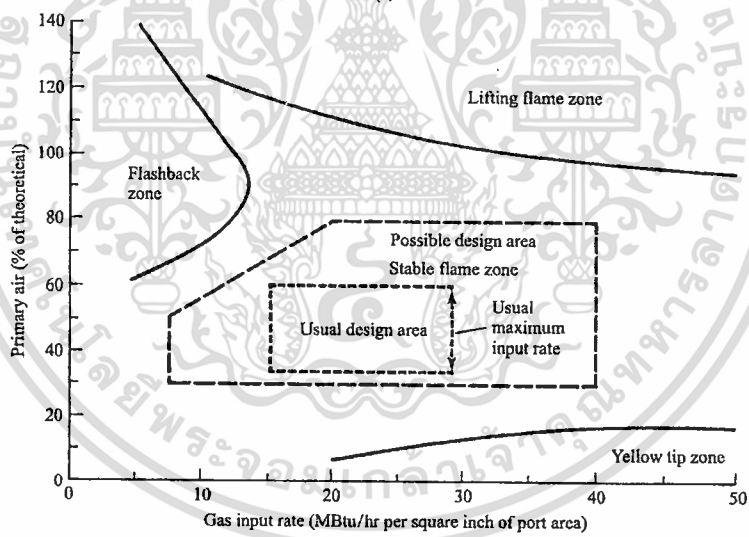 140
120
100
80
60
40
20
0
Primary air (% of theoretical)
Lifting flame zone
Flashback
zone
Possible design area
Stable flame zone
Usual design area
Usual
maximum
input rate
Yellow tip zone
0 10 20 30 40 50
Gas input rate (MBtu/hr per square inch of port area)